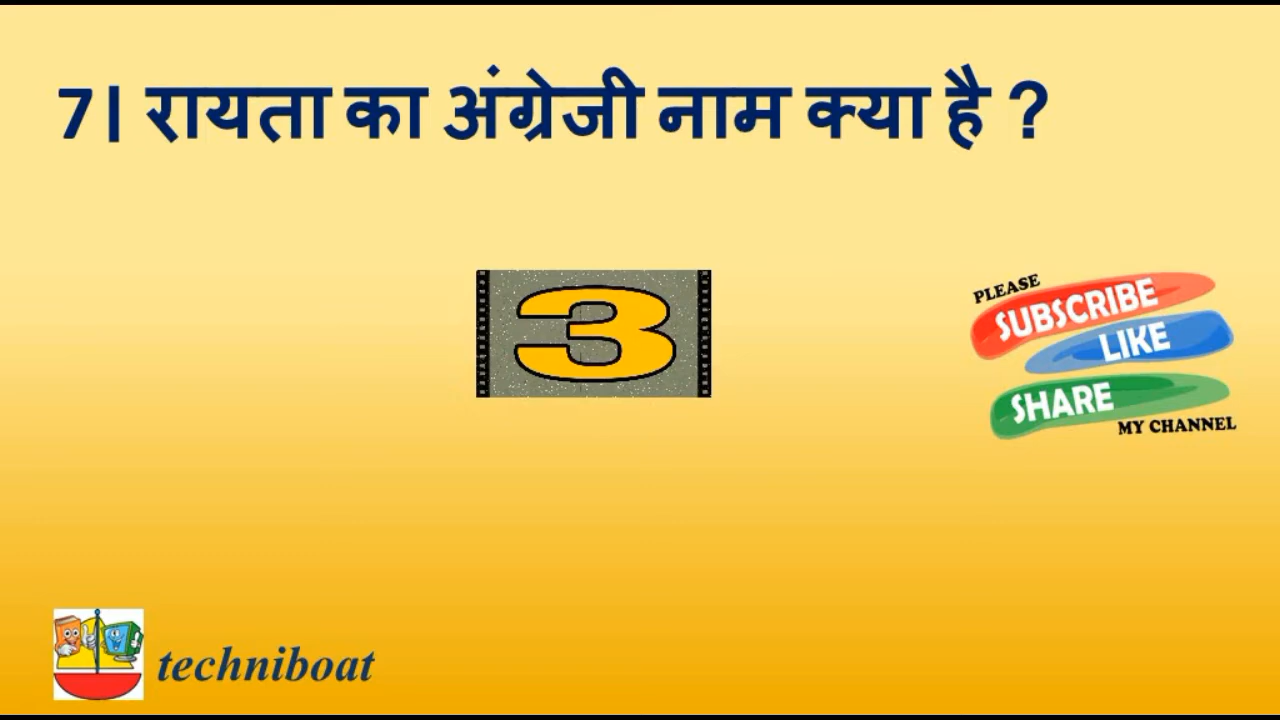 7| रायता का अंग्रेजी नाम क्या है ?
3
PLEASE
SUBSCRIBE
LIKE
SHARE
MY CHANNEL
techniboat